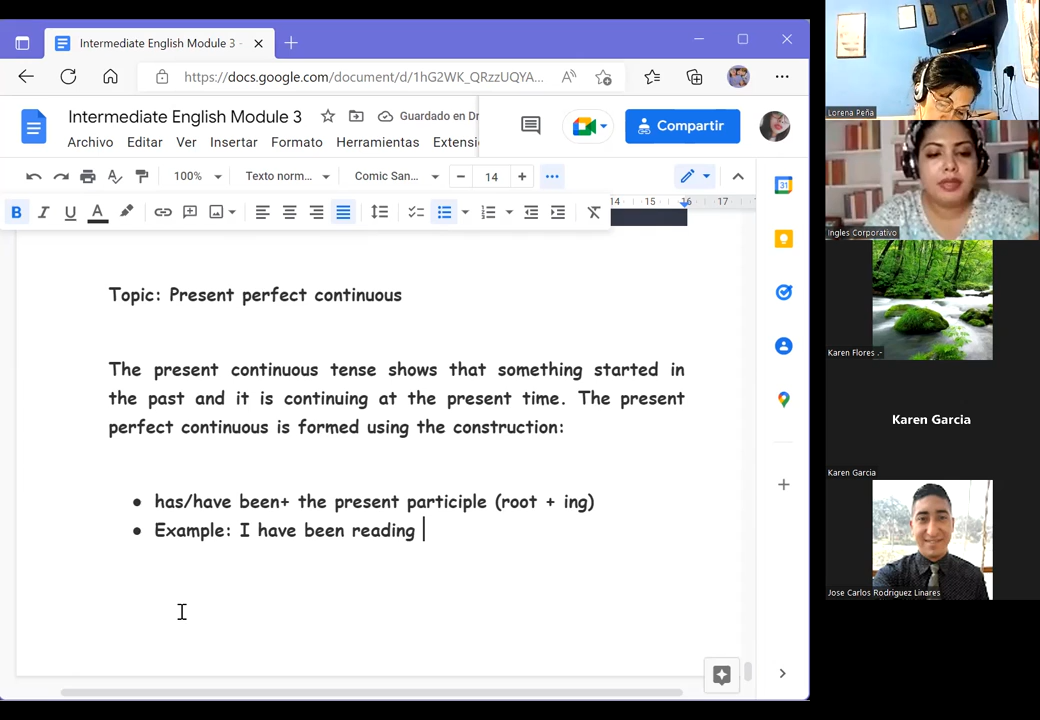 Intermediate English Module 3 -
https://docs.google.com/document/d/1hG2WK_QRzzUQYA...
Intermediate English Module 3
Guardado en Dr
Compartir
Archivo Editar Ver Insertar Formato Herramientas Extensi
100% Texto norm... Comic San... 14
14 15 16 17
Topic: Present perfect continuous
The present continuous tense shows that something started in
the past and it is continuing at the present time. The present
perfect continuous is formed using the construction:
● has/have been+ the present participle (root + ing)
● Example: I have been reading
Lorena Peña
Ingles Corporativo
Karen Flores .-
Karen Garcia
Karen Garcia
Jose Carlos Rodriguez Linares